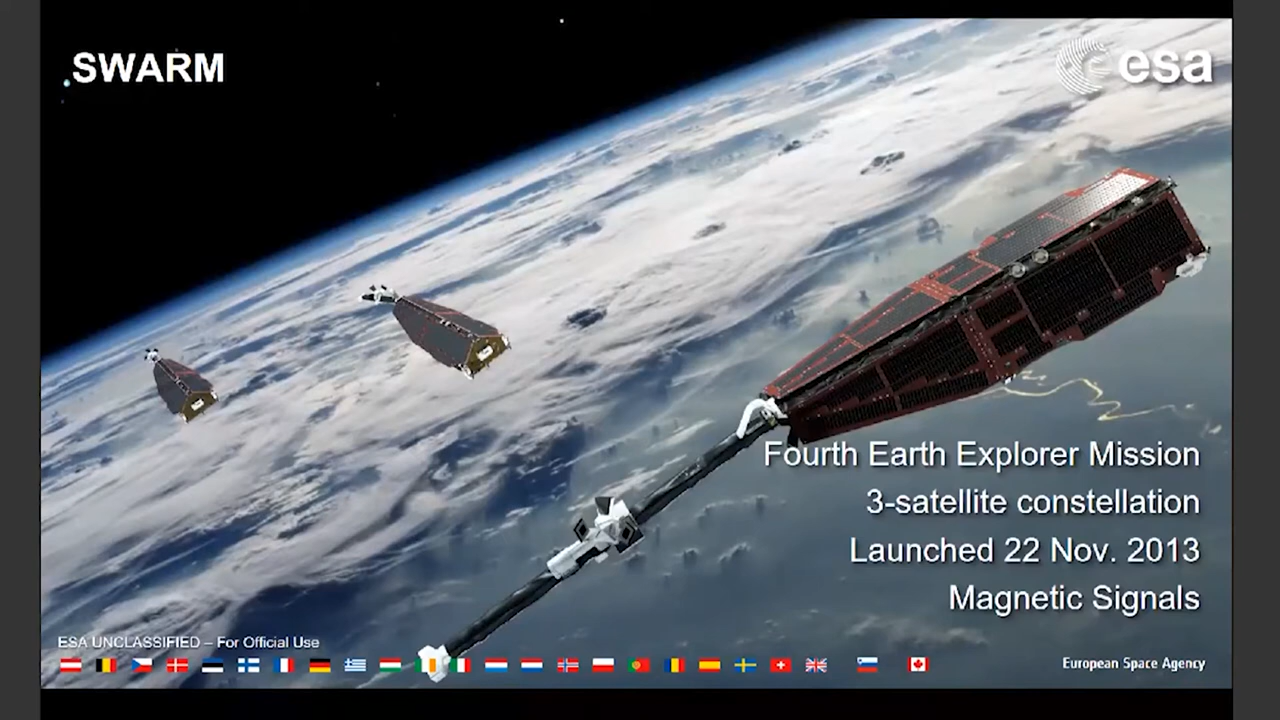 SWARM
esa
Fourth Earth Explorer Mission
3-satellite constellation
Launched 22 Nov. 2013
Magnetic Signals
ESA UNCLASSIFIED – For Official Use
European Space Agency